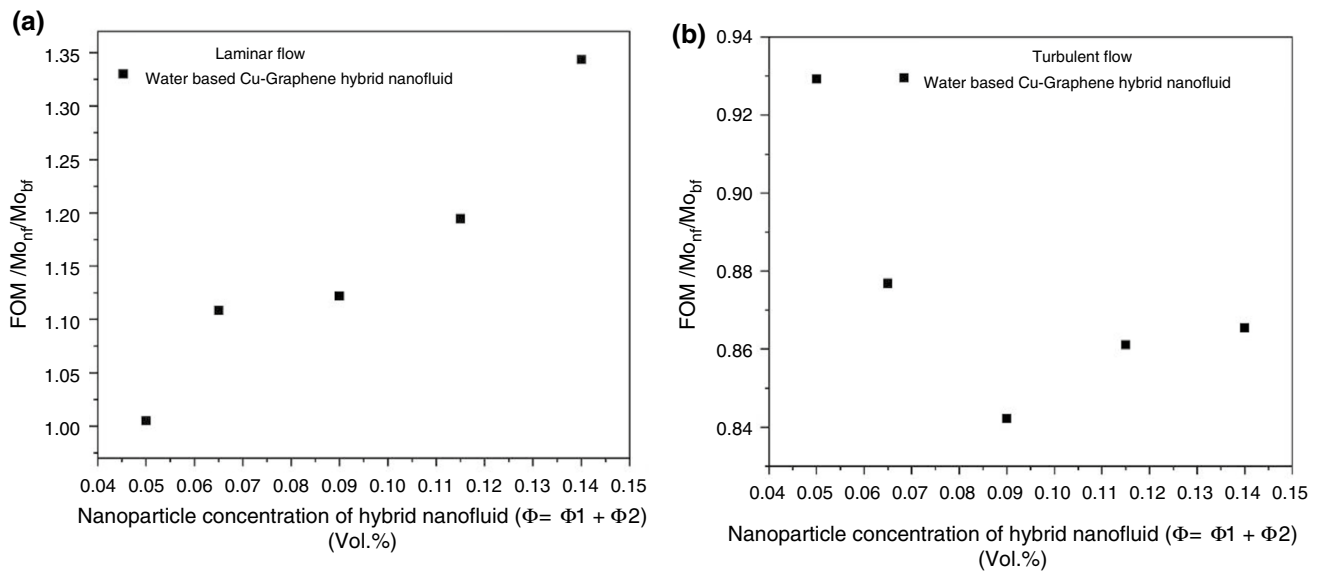 (a)
1.35
1.30
1.25
1.20
1.15
1.10
1.05
1.00
FOM /Mo_nf/Mo_bf
Laminar flow
Water based Cu-Graphene hybrid nanofluid
0.04 0.05 0.06 0.07 0.08 0.09 0.10 0.11 0.12 0.13 0.14 0.15
Nanoparticle concentration of hybrid nanofluid (Φ= Φ1 + Φ2)
(Vol.%)
(b)
0.94
0.92
0.90
0.88
0.86
0.84
FOM /Mo_nf/Mo_bf
Turbulent flow
Water based Cu-Graphene hybrid nanofluid
0.04 0.05 0.06 0.07 0.08 0.09 0.10 0.11 0.12 0.13 0.14 0.15
Nanoparticle concentration of hybrid nanofluid (Φ= Φ1 + Φ2)
(Vol.%)